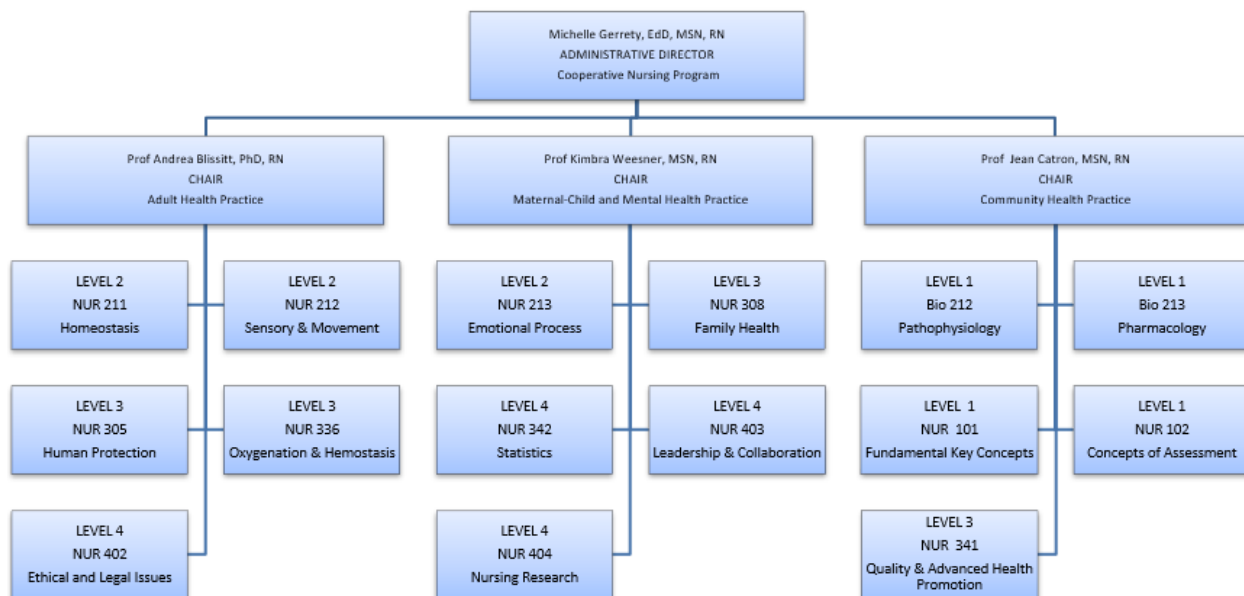 Michelle Gerrety, EdD, MSN, RN
ADMINISTRATIVE DIRECTOR
Cooperative Nursing Program
Prof Andrea Blissitt, PhD, RN
CHAIR
Adult Health Practice
Prof Kimbra Weesner, MSN, RN
CHAIR
Maternal-Child and Mental Health Practice
Prof Jean Catron, MSN, RN
CHAIR
Community Health Practice
LEVEL 2
NUR 211
Homeostasis
LEVEL 2
NUR 212
Sensory & Movement
LEVEL 2
NUR 213
Emotional Process
LEVEL 3
NUR 308
Family Health
LEVEL 1
Bio 212
Pathophysiology
LEVEL 1
Bio 213
Pharmacology
LEVEL 3
NUR 305
Human Protection
LEVEL 3
NUR 336
Oxygenation & Hemostasis
LEVEL 4
NUR 342
Statistics
LEVEL 4
NUR 403
Leadership & Collaboration
LEVEL 1
NUR 101
Fundamental Key Concepts
LEVEL 1
NUR 102
Concepts of Assessment
LEVEL 4
NUR 402
Ethical and Legal Issues
LEVEL 4
NUR 404
Nursing Research
LEVEL 3
NUR 341
Quality & Advanced Health
Promotion